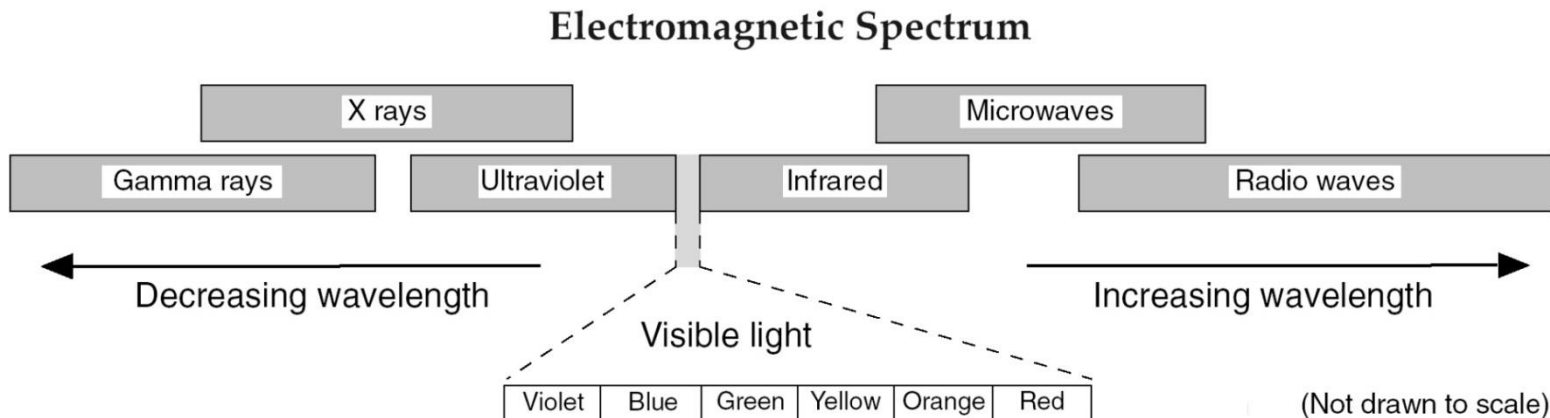 Electromagnetic Spectrum
X rays
Microwaves
Gamma rays
Ultraviolet
Infrared
Radio waves
Decreasing wavelength
Increasing wavelength
Visible light
Violet Blue Green Yellow Orange Red
(Not drawn to scale)